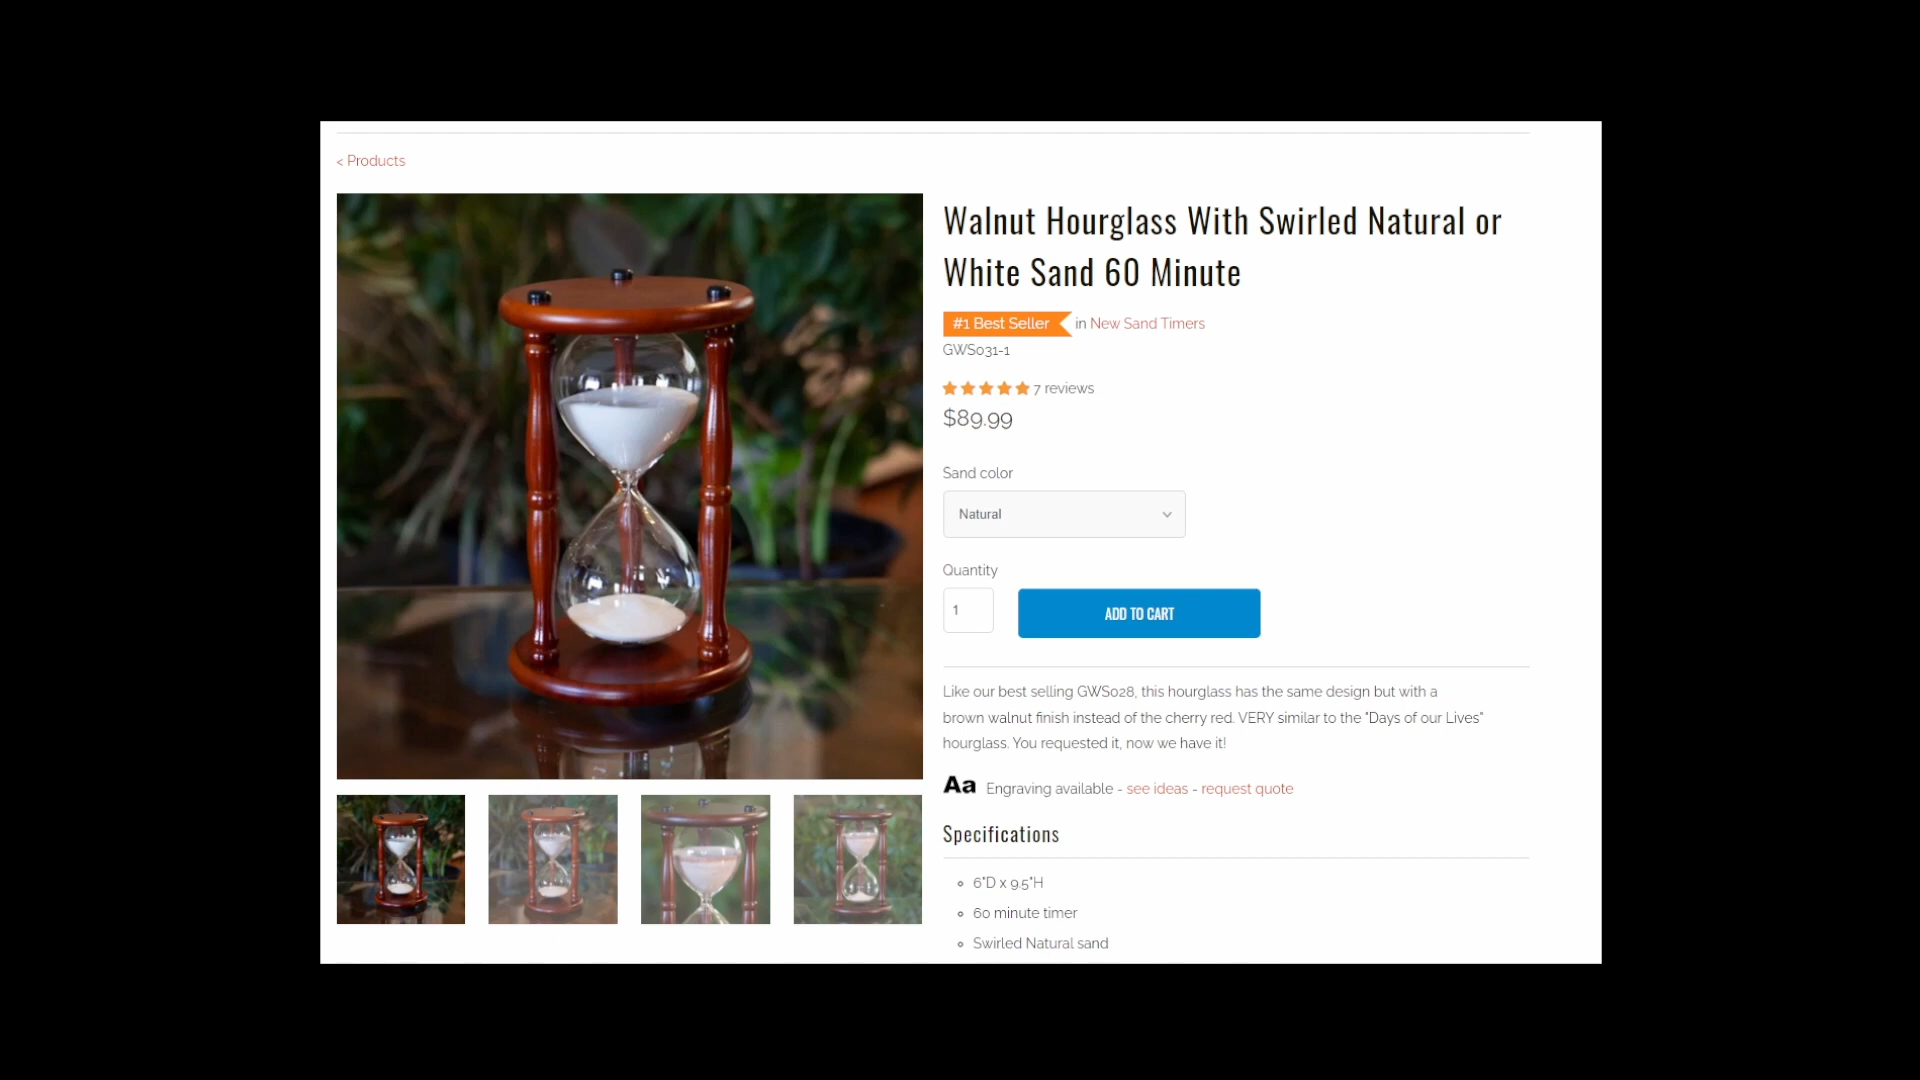 < Products
Walnut Hourglass With Swirled Natural or
White Sand 60 Minute
#1 Best Seller in New Sand Timers
GWS031-1
7 reviews
$89.99
Sand color
Natural
Quantity
1
ADD TO CART
Like our best selling GWS028, this hourglass has the same design but with a
brown walnut finish instead of the cherry red. VERY similar to the "Days of our Lives"
hourglass. You requested it, now we have it!
Aa Engraving available - see ideas - request quote
Specifications
6"D x 9.5"H
60 minute timer
Swirled Natural sand